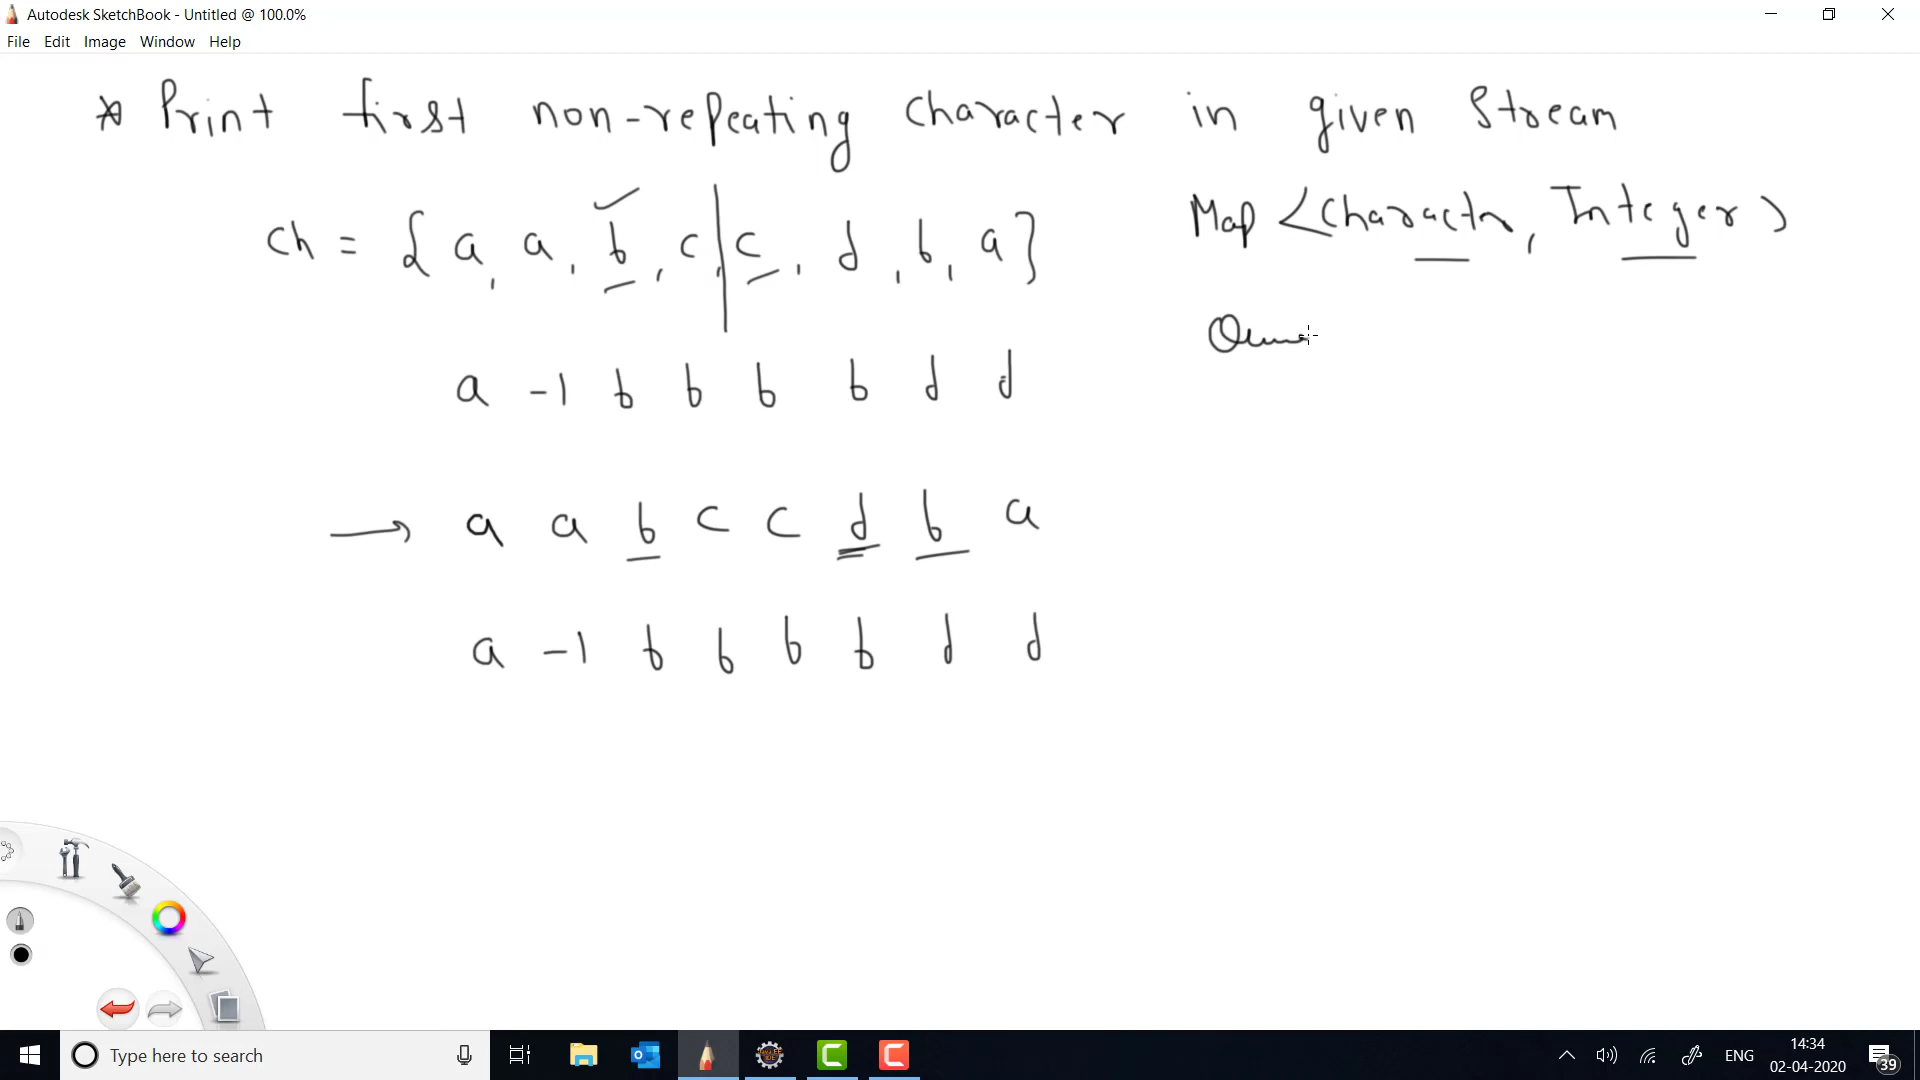 Autodesk SketchBook - Untitled @ 100.0%
File Edit Image Window Help
* Print first non-repeating character in given Stream
ch = { a, a, b, c, c, d, b, a }
Map <Character, Integer>
a -1 b b b b d d
→ a a b c c d b a
a -1 b b b b d d
Type here to search
ENG
14:34
02-04-2020
39